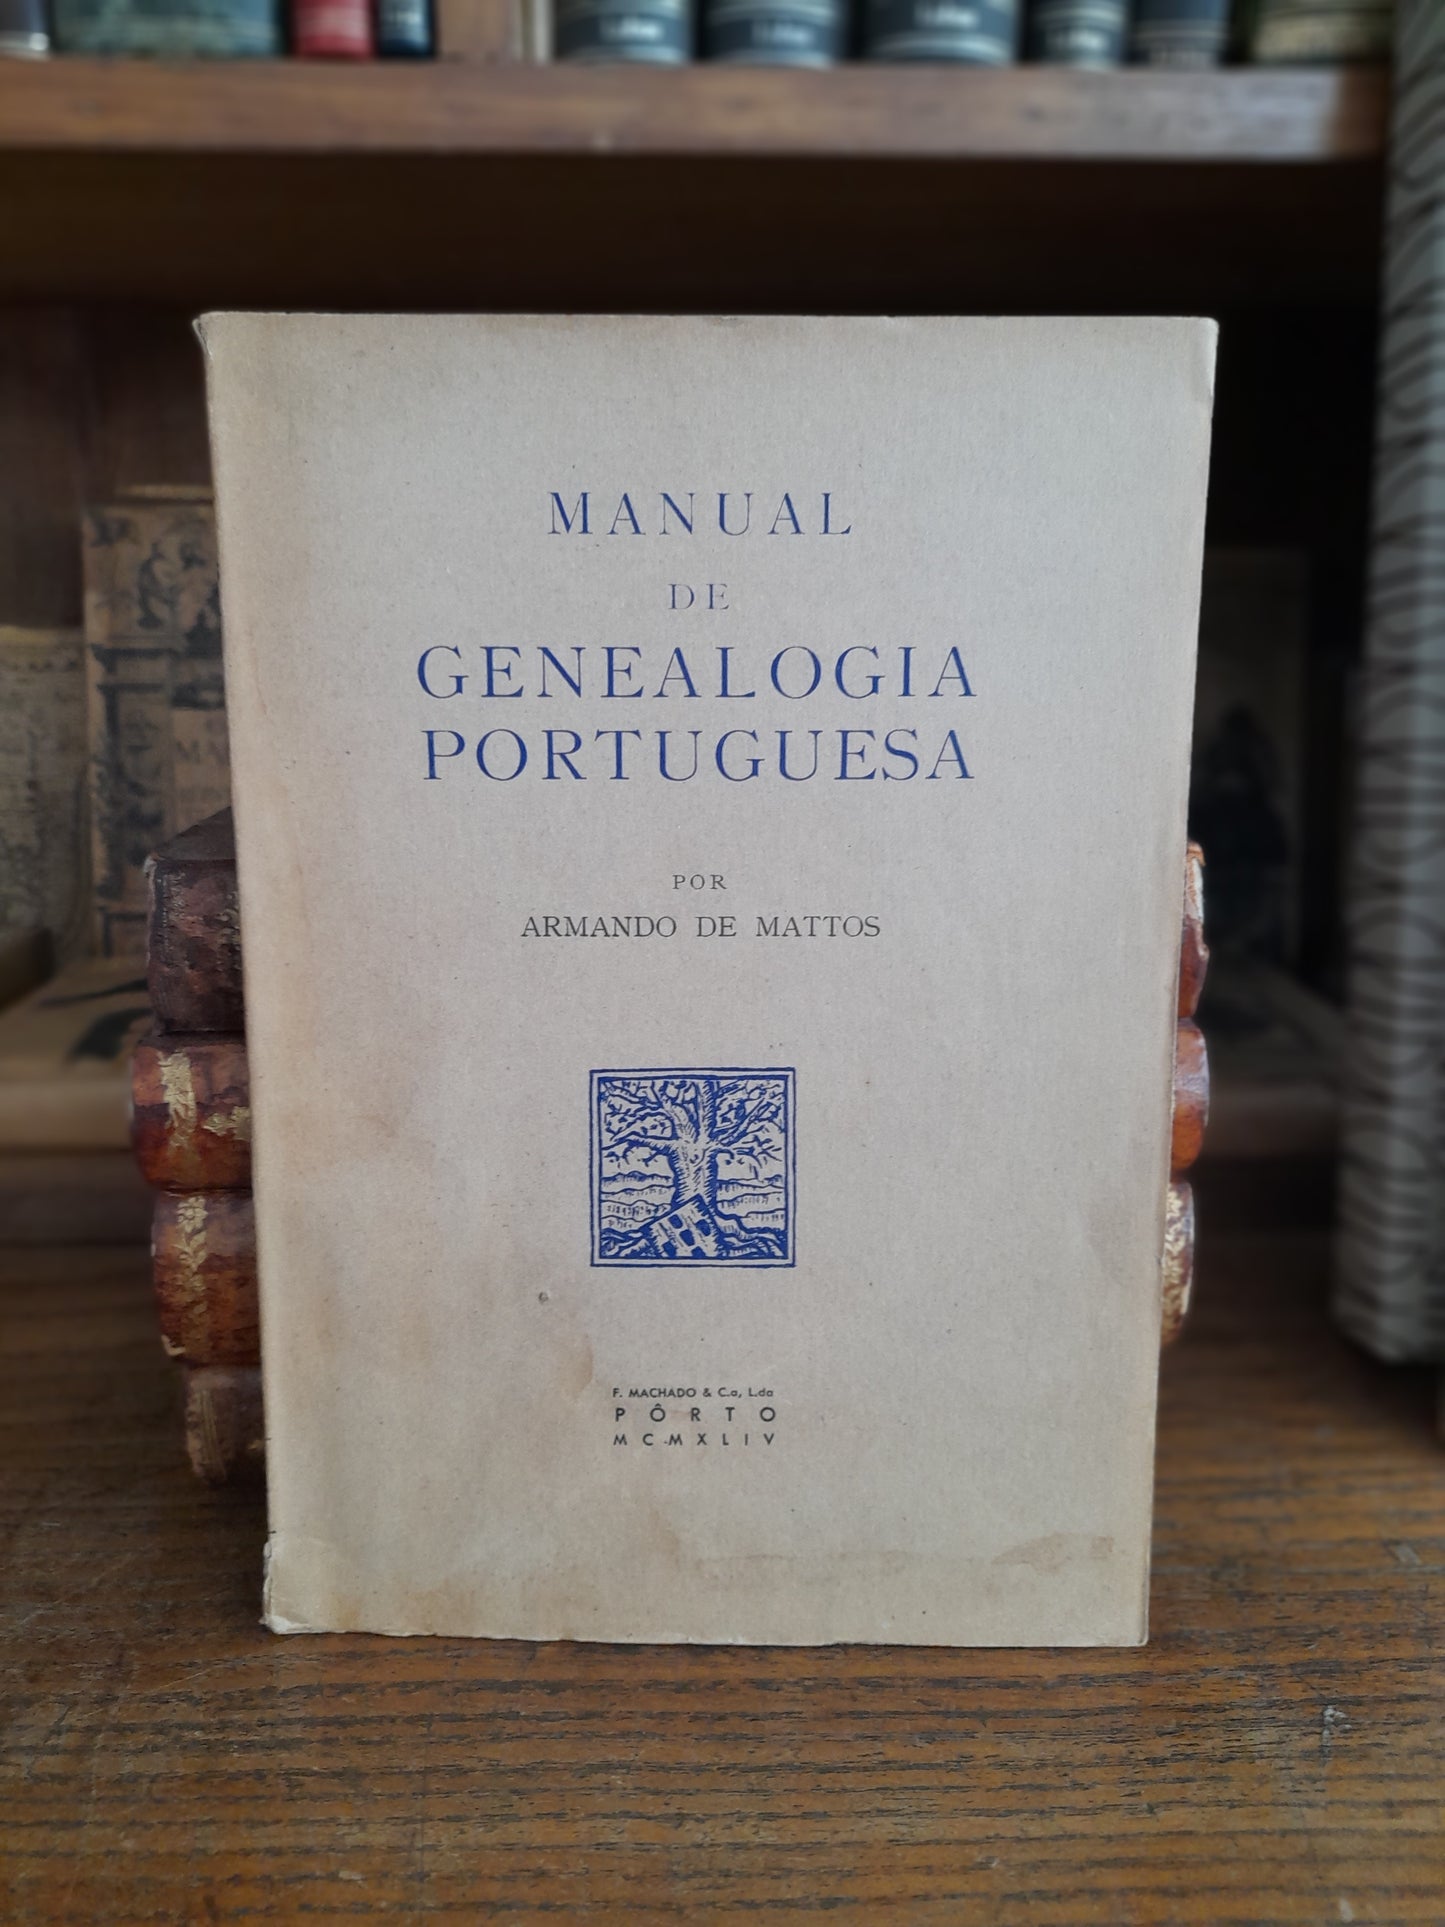 MANUAL
DE
GENEALOGIA
PORTUGUESA
POR
ARMANDO DE MATTOS
F. MACHADO & C.a, L.da
PÔRTO
MCMXLIV